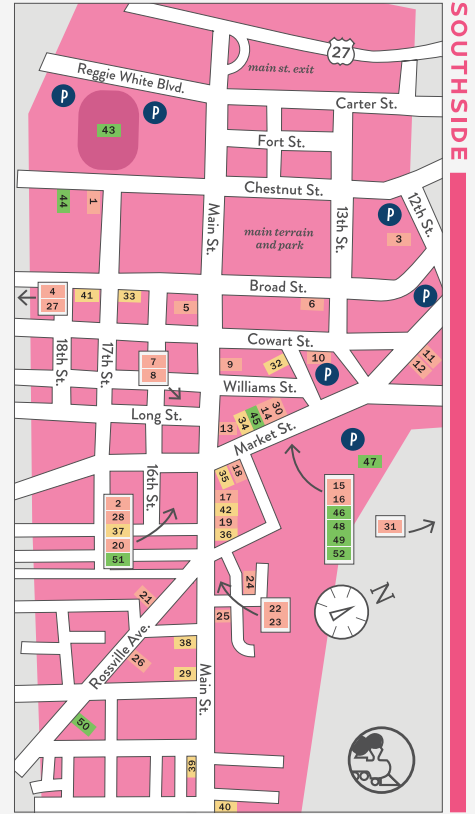 SOUTHSIDE
27
main st. exit
Reggie White Blvd.
P
P
Carter St.
43
Fort St.
Chestnut St.
12th St.
44
1
Main St.
13th St.
P
3
main terrain
and park
Broad St.
P
4
27
41
33
5
6
Cowart St.
18th St.
17th St.
7
8
9
32
10
P
11
12
Williams St.
Long St.
13
34
45
14
30
Market St.
P
47
16th St.
35
18
17
42
19
36
2
28
37
20
51
15
16
46
48
49
52
31
N
24
21
22
23
25
Rossville Ave.
26
38
29
Main St.
50
39
40